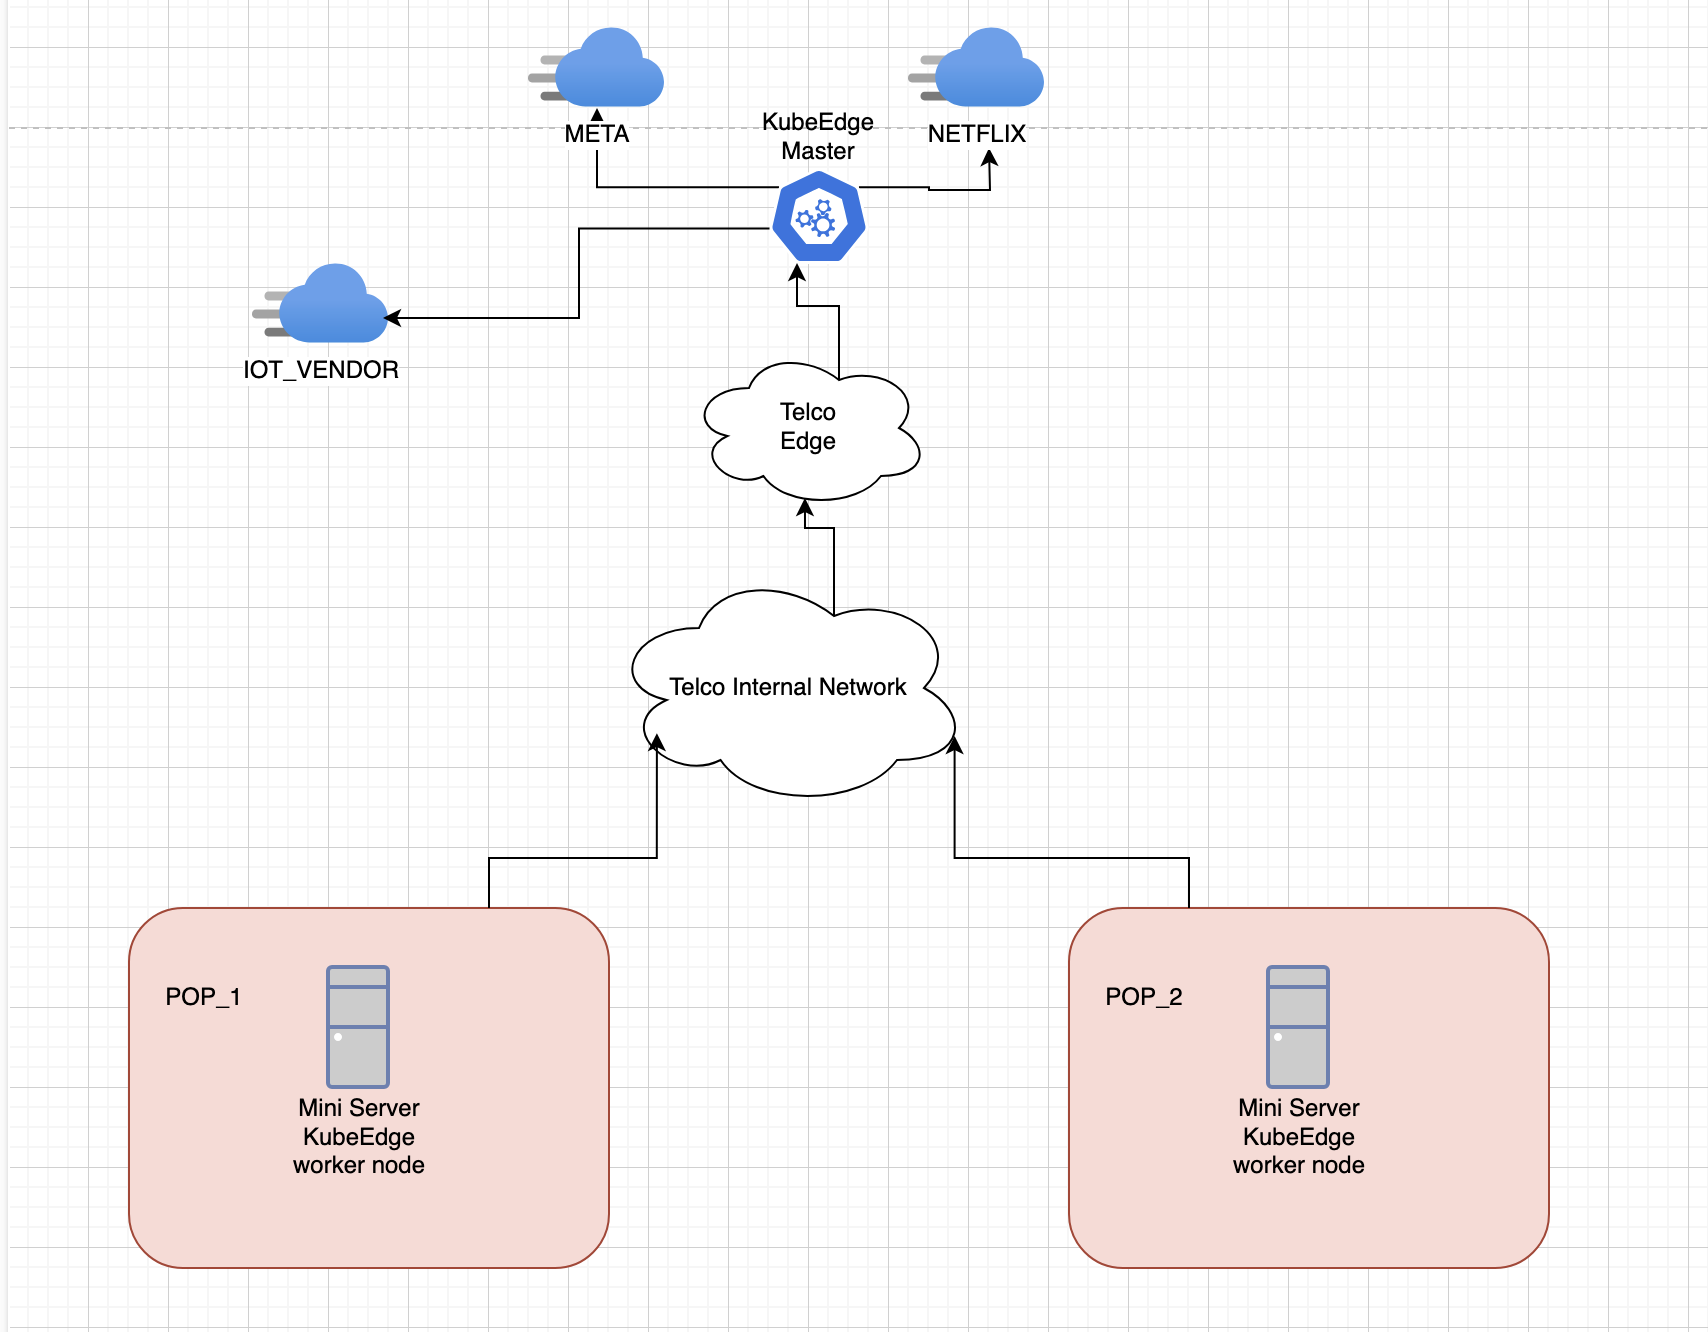 META
KubeEdge
Master
NETFLIX
IOT_VENDOR
Telco
Edge
Telco Internal Network
POP_1
Mini Server
KubeEdge
worker node
POP_2
Mini Server
KubeEdge
worker node